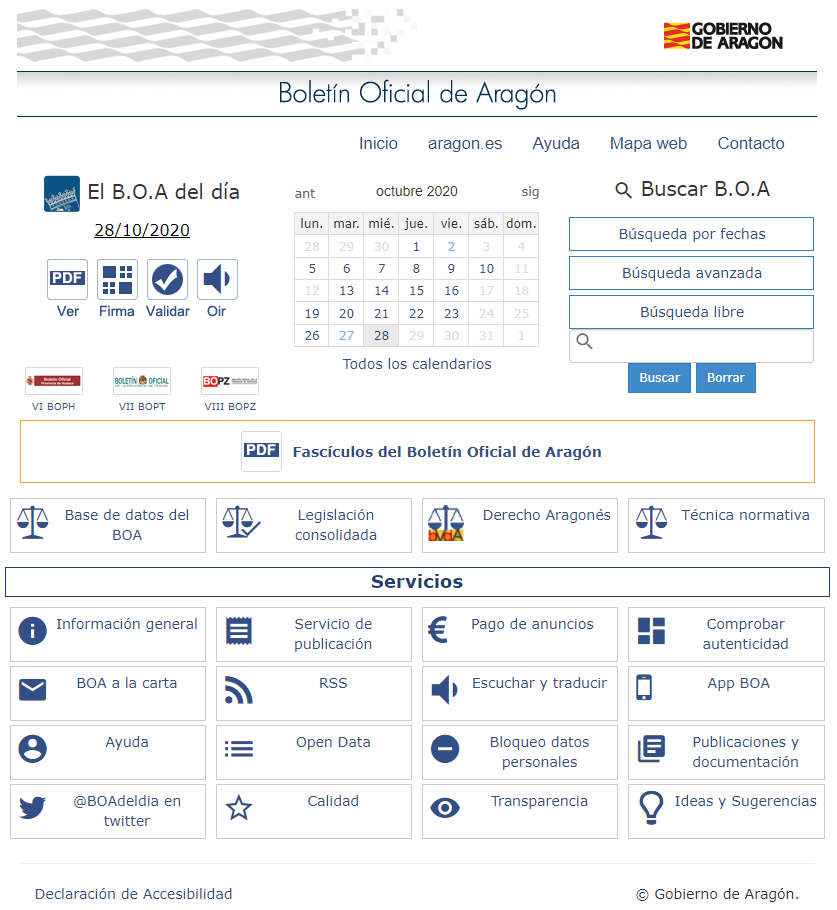 GOBIERNO
DE ARAGON
Boletín Oficial de Aragón
Inicio aragon.es Ayuda Mapa web Contacto
El B.O.A del día
28/10/2020
PDF
Ver Firma Validar Oir
ant octubre 2020 sig
lun. mar. mié. jue. vie. sáb. dom.
28 29 30 1 2 3 4
5 6 7 8 9 10 11
12 13 14 15 16 17 18
19 20 21 22 23 24 25
26 27 28 29 30 31 1
Todos los calendarios
Buscar B.O.A
Búsqueda por fechas
Búsqueda avanzada
Búsqueda libre
Buscar Borrar
Boletín Oficial
BOLETÍN OFICIAL
BOPZ
VI BOPH VII BOPT VIII BOPZ
PDF Fascículos del Boletín Oficial de Aragón
Base de datos del
BOA
Legislación
consolidada
bVdA
Derecho Aragonés
Técnica normativa
Servicios
Información general
Servicio de
publicación
Pago de anuncios
Comprobar
autenticidad
BOA a la carta
RSS
Escuchar y traducir
App BOA
Ayuda
Open Data
Bloqueo datos
personales
Publicaciones y
documentación
@BOAdeldia en
twitter
Calidad
Transparencia
Ideas y Sugerencias
Declaración de Accesibilidad
© Gobierno de Aragón.